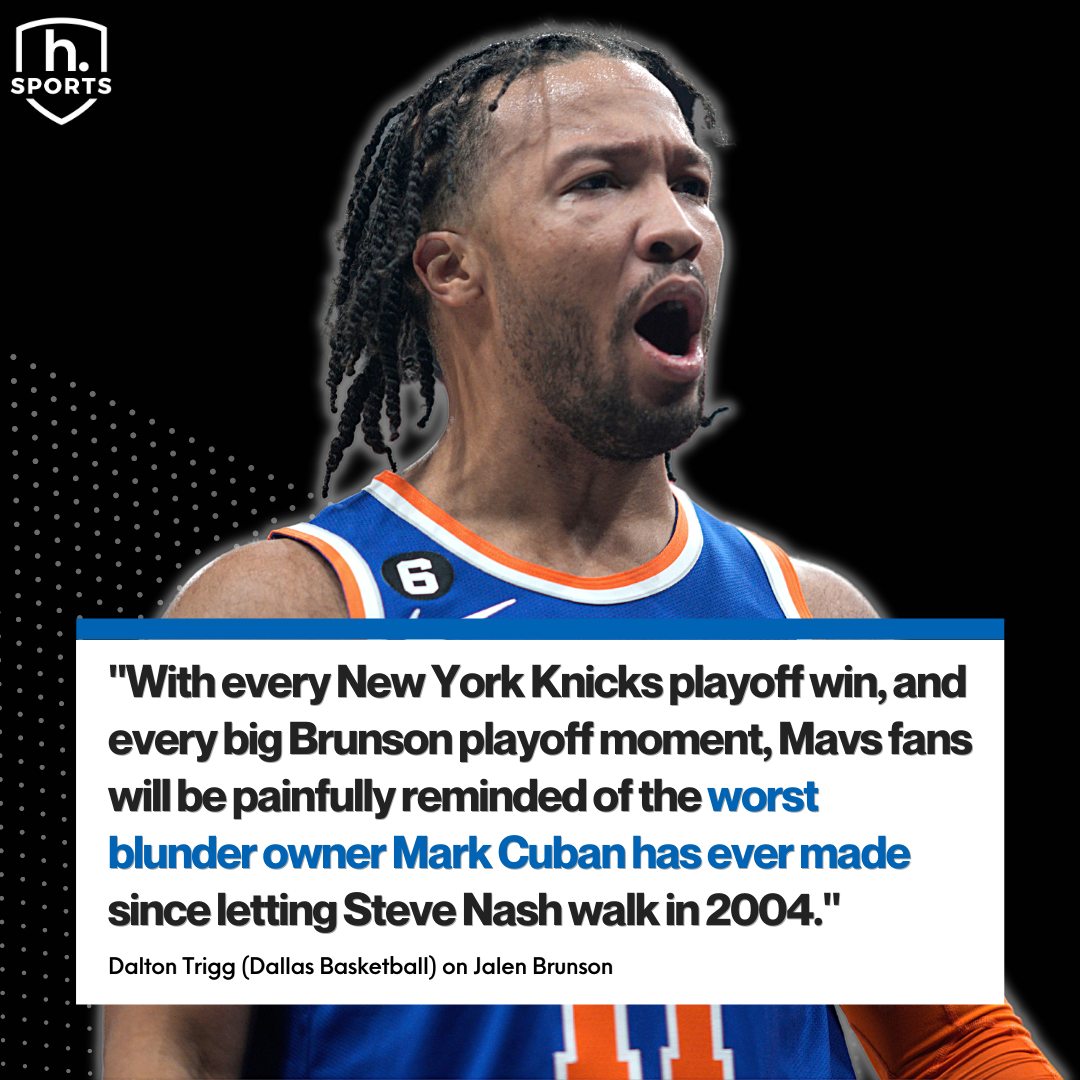 h.
SPORTS
6
"With every New York Knicks playoff win, and
every big Brunson playoff moment, Mavs fans
will be painfully reminded of the worst
blunder owner Mark Cuban has ever made
since letting Steve Nash walk in 2004."
Dalton Trigg (Dallas Basketball) on Jalen Brunson
11